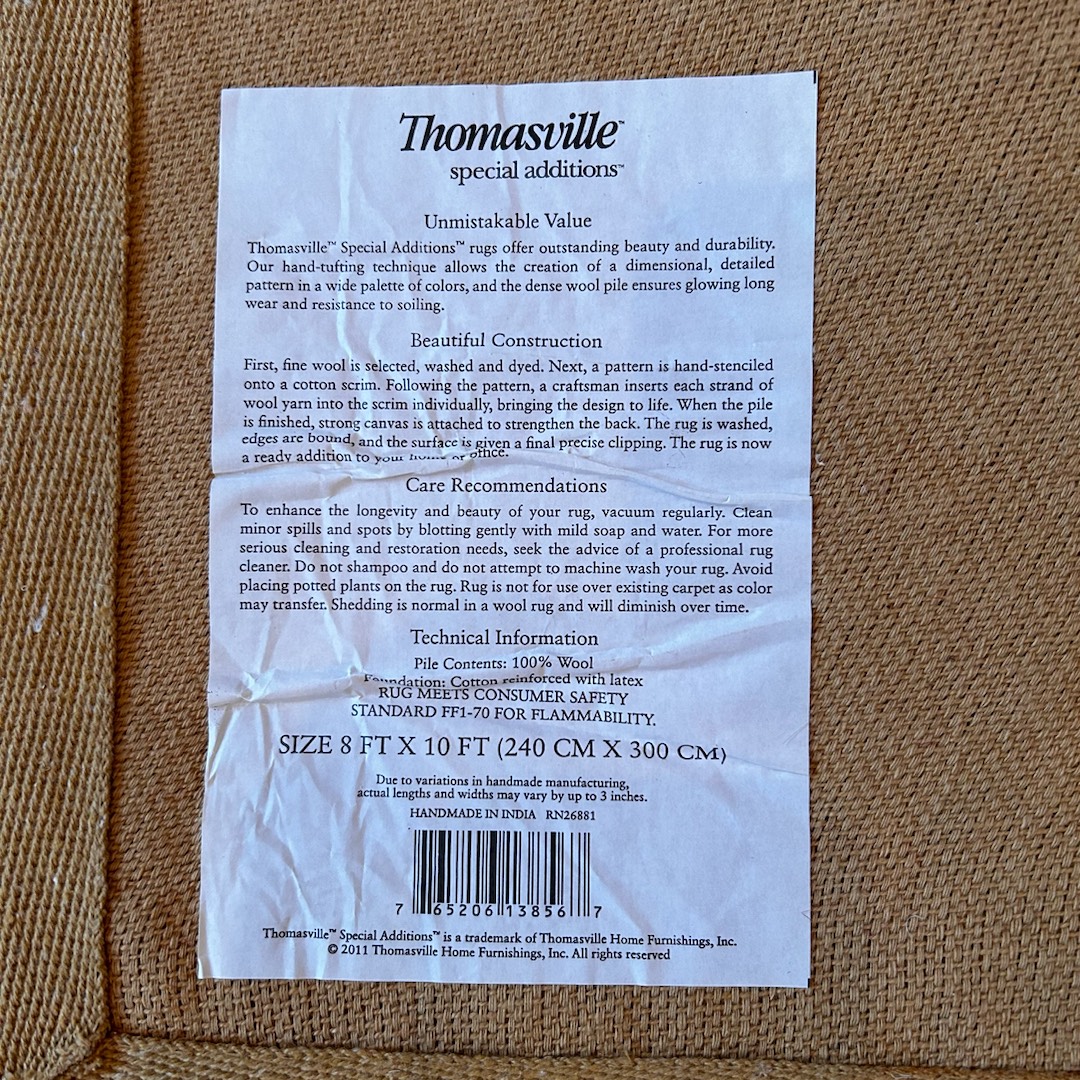 Thomasville™
special additions™
Unmistakable Value
Thomasville™ Special Additions™ rugs offer outstanding beauty and durability.
Our hand-tufting technique allows the creation of a dimensional, detailed
pattern in a wide palette of colors, and the dense wool pile ensures glowing long
wear and resistance to soiling.
Beautiful Construction
First, fine wool is selected, washed and dyed. Next, a pattern is hand-stenciled
onto a cotton scrim. Following the pattern, a craftsman inserts each strand of
wool yarn into the scrim individually, bringing the design to life. When the pile
is finished, strong canvas is attached to strengthen the back. The rug is washed,
edges are bound, and the surface is given a final precise clipping. The rug is now
a ready addition to your home or office.
Care Recommendations
To enhance the longevity and beauty of your rug, vacuum regularly. Clean
minor spills and spots by blotting gently with mild soap and water. For more
serious cleaning and restoration needs, seek the advice of a professional rug
cleaner. Do not shampoo and do not attempt to machine wash your rug. Avoid
placing potted plants on the rug. Rug is not for use over existing carpet as color
may transfer. Shedding is normal in a wool rug and will diminish over time.
Technical Information
Pile Contents: 100% Wool
Foundation: Cotton reinforced with latex
RUG MEETS CONSUMER SAFETY
STANDARD FF1-70 FOR FLAMMABILITY.
SIZE 8 FT X 10 FT (240 CM X 300 CM)
Due to variations in handmade manufacturing,
actual lengths and widths may vary by up to 3 inches.
HANDMADE IN INDIA RN26881
7 65206 13856 7
Thomasville™ Special Additions™ is a trademark of Thomasville Home Furnishings, Inc.
© 2011 Thomasville Home Furnishings, Inc. All rights reserved